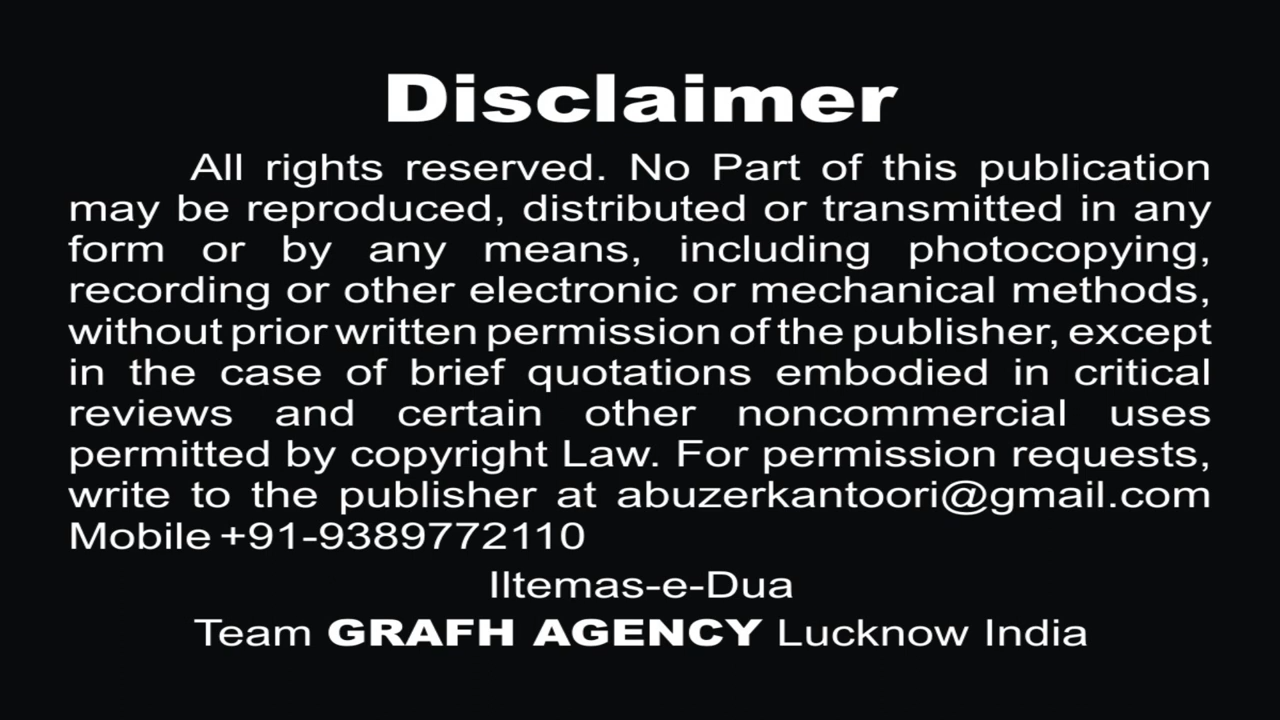 Disclaimer
All rights reserved. No Part of this publication
may be reproduced, distributed or transmitted in any
form or by any means, including photocopying,
recording or other electronic or mechanical methods,
without prior written permission of the publisher, except
in the case of brief quotations embodied in critical
reviews and certain other noncommercial uses
permitted by copyright Law. For permission requests,
write to the publisher at abuzerkantoori@gmail.com
Mobile +91-9389772110
Iltemas-e-Dua
Team GRAFH AGENCY Lucknow India